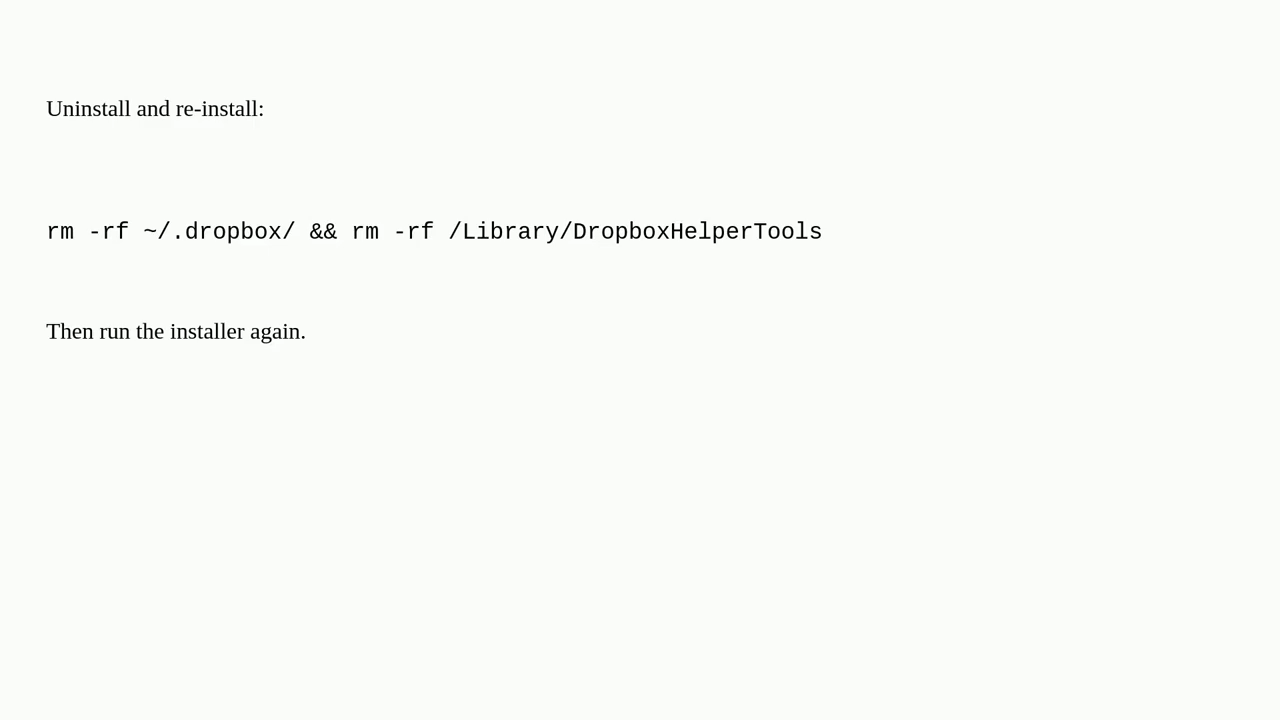 Uninstall and re-install:
rm -rf ~/.dropbox/ && rm -rf /Library/DropboxHelperTools
Then run the installer again.